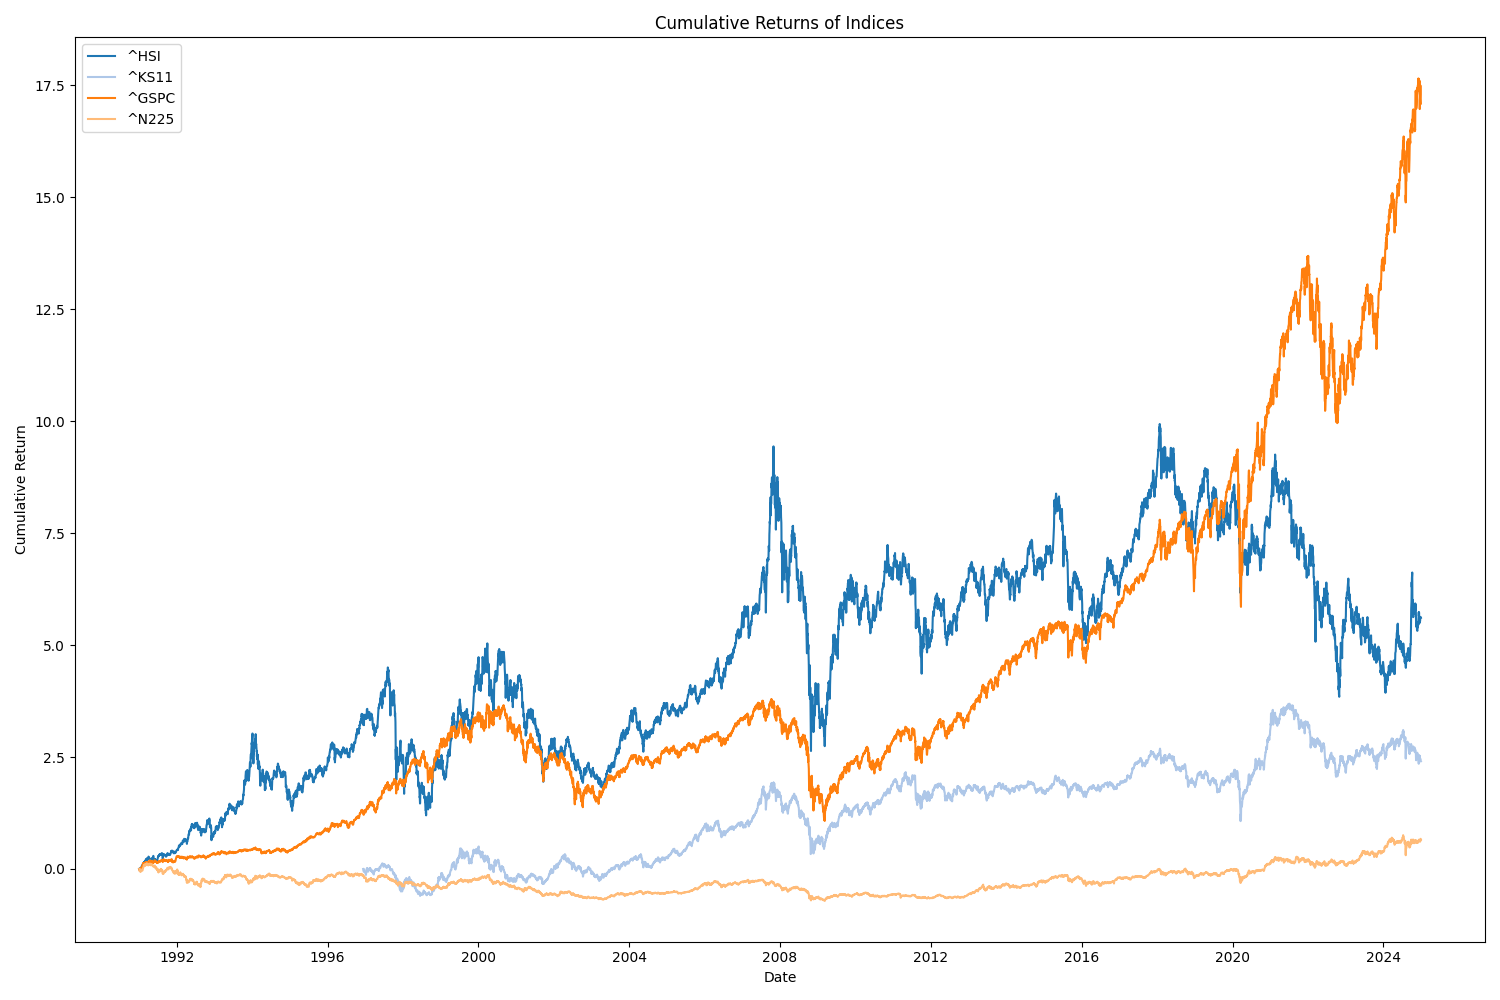 Cumulative Returns of Indices
^HSI
^KS11
^GSPC
^N225
Cumulative Return
17.5
15.0
12.5
10.0
7.5
5.0
2.5
0.0
1992 1996 2000 2004 2008 2012 2016 2020 2024
Date